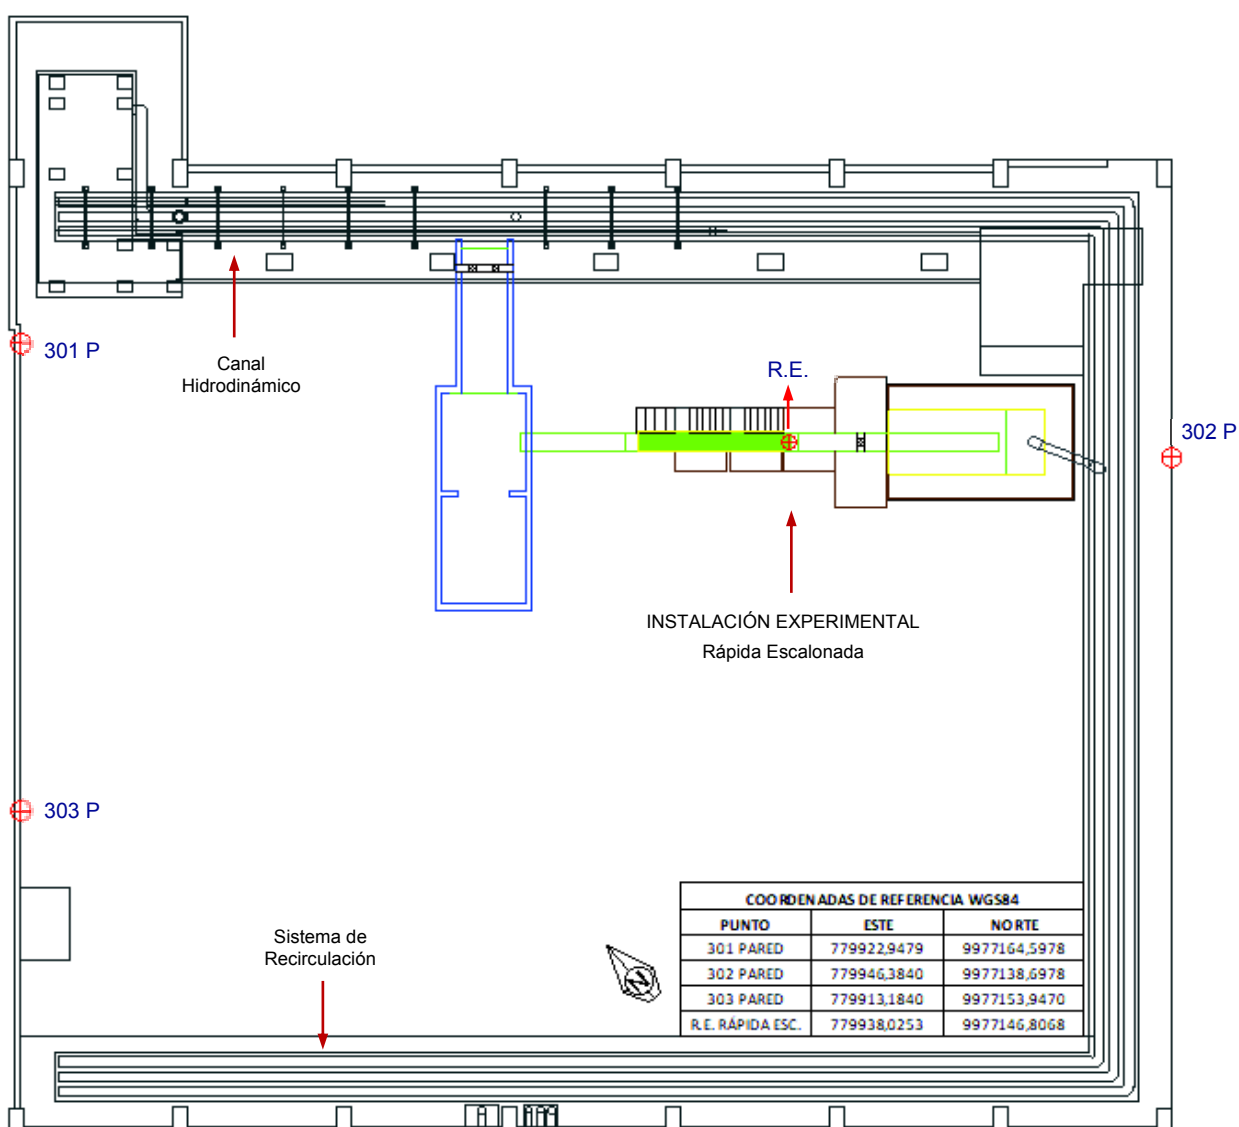 301 P
Canal
Hidrodinámico
R.E.
302 P
INSTALACIÓN EXPERIMENTAL
Rápida Escalonada
303 P
Sistema de
Recirculación
N
COORDENADAS DE REFERENCIA WGS84
PUNTO ESTE NORTE
301 PARED 779922,9479 9977164,5978
302 PARED 779946,3840 9977138,6978
303 PARED 779913,1840 9977153,9470
R.E. RÁPIDA ESC. 779938,0253 9977146,8068